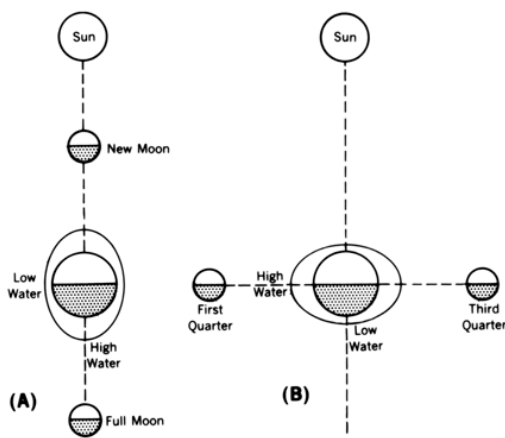 Sun
New Moon
Low
Water
High
Water
(A)
Full Moon
Sun
High
Water
First
Quarter
Third
Quarter
Low
Water
(B)